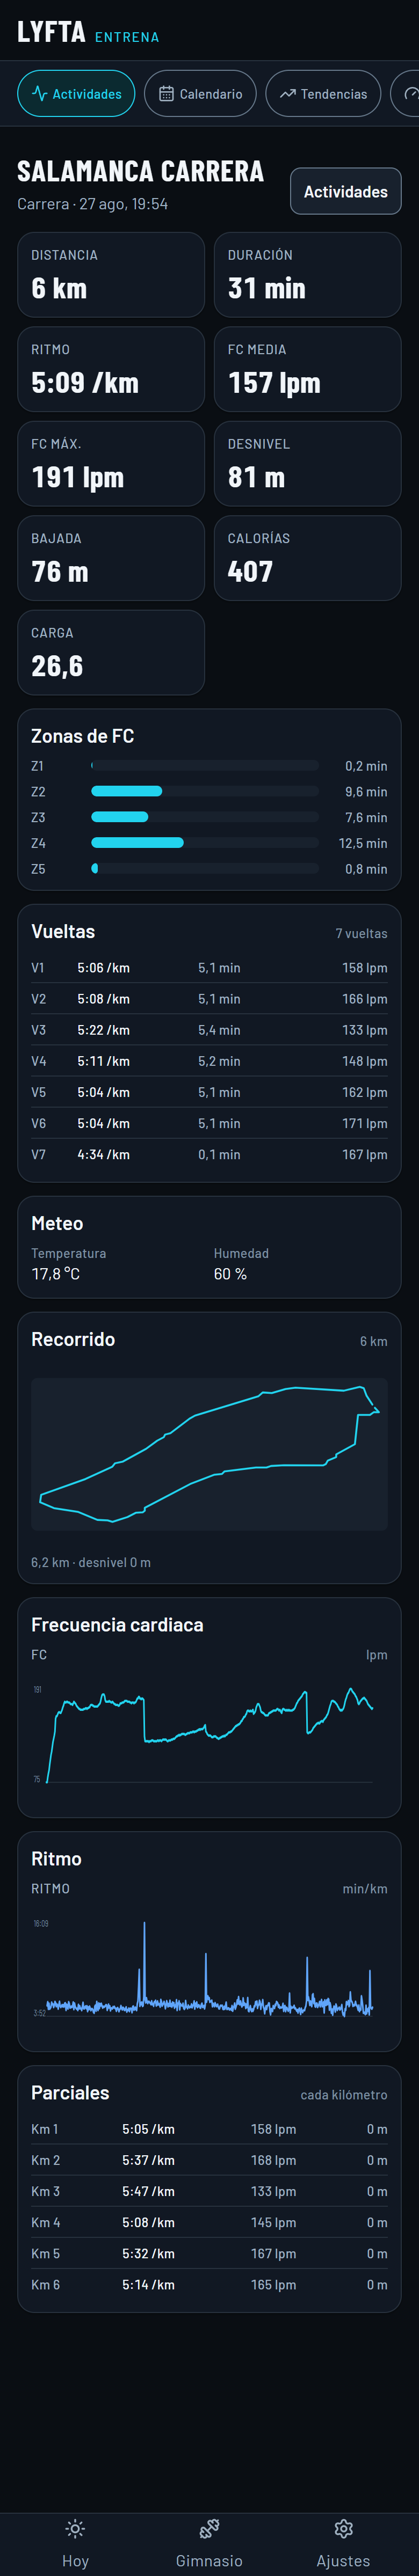 LYFTA ENTRENA
Actividades Calendario Tendencias
SALAMANCA CARRERA
Carrera · 27 ago, 19:54
Actividades
DISTANCIA DURACIÓN
6 km 31 min
RITMO FC MEDIA
5:09 /km 157 lpm
FC MÁX. DESNIVEL
191 lpm 81 m
BAJADA CALORÍAS
76 m 407
CARGA
26,6
Zonas de FC
Z1 0,2 min
Z2 9,6 min
Z3 7,6 min
Z4 12,5 min
Z5 0,8 min
Vueltas 7 vueltas
V1 5:06 /km 5,1 min 158 lpm
V2 5:08 /km 5,1 min 166 lpm
V3 5:22 /km 5,4 min 133 lpm
V4 5:11 /km 5,2 min 148 lpm
V5 5:04 /km 5,1 min 162 lpm
V6 5:04 /km 5,1 min 171 lpm
V7 4:34 /km 0,1 min 167 lpm
Meteo
Temperatura Humedad
17,8 °C 60 %
Recorrido 6 km
6,2 km · desnivel 0 m
Frecuencia cardiaca
FC lpm
191
75
Ritmo
RITMO min/km
16:09
3:52
Parciales cada kilómetro
Km 1 5:05 /km 158 lpm 0 m
Km 2 5:37 /km 168 lpm 0 m
Km 3 5:47 /km 133 lpm 0 m
Km 4 5:08 /km 145 lpm 0 m
Km 5 5:32 /km 167 lpm 0 m
Km 6 5:14 /km 165 lpm 0 m
Hoy Gimnasio Ajustes